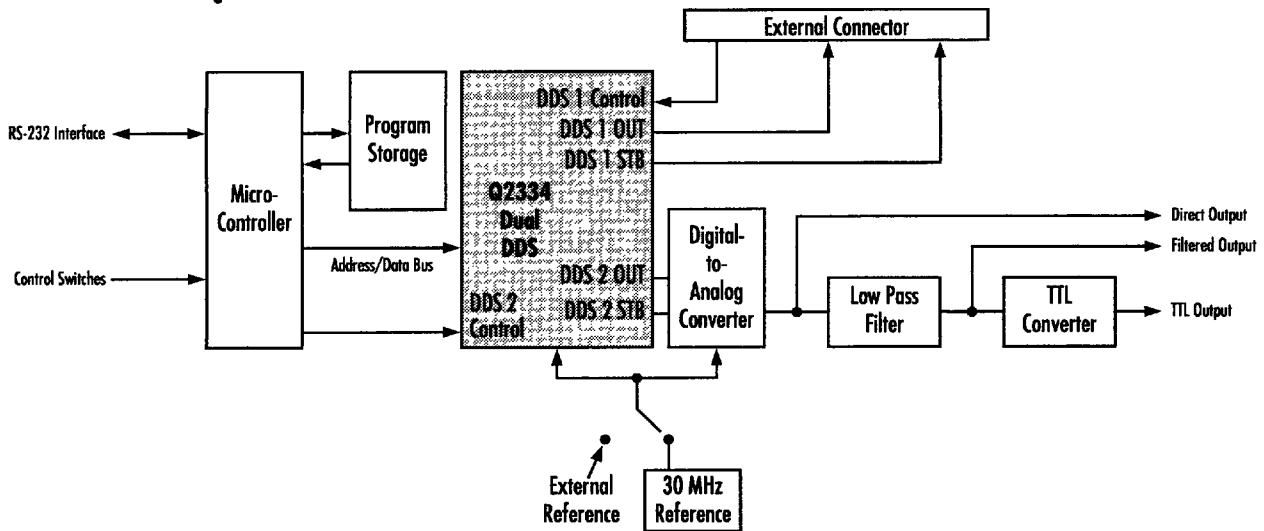 External Connector
RS-232 Interface
Micro-
Controller
Control Switches
Program
Storage
Address/Data Bus
DDS 1 Control
DDS 1 OUT
DDS 1 STB
Q2334
Dual
DDS
DDS 2 OUT
DDS 2 STB
DDS 2
Control
Digital-
to-
Analog
Converter
Low Pass
Filter
TTL
Converter
Direct Output
Filtered Output
TTL Output
External
Reference
30 MHz
Reference